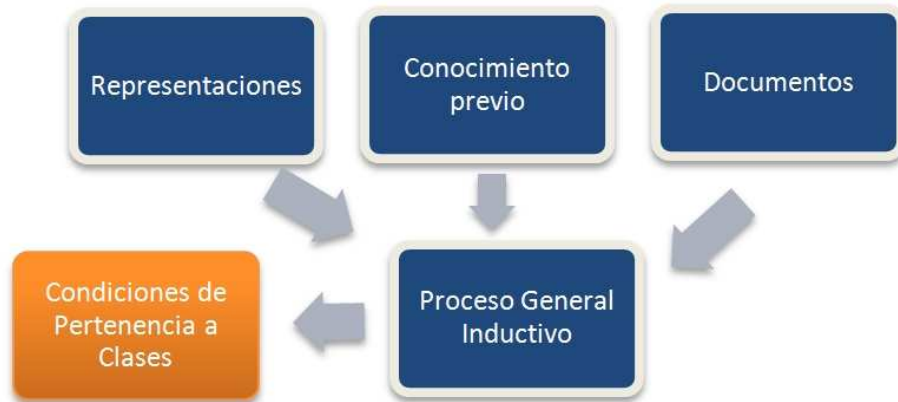 Representaciones
Conocimiento
previo
Documentos
Condiciones de
Pertenencia a
Clases
Proceso General
Inductivo